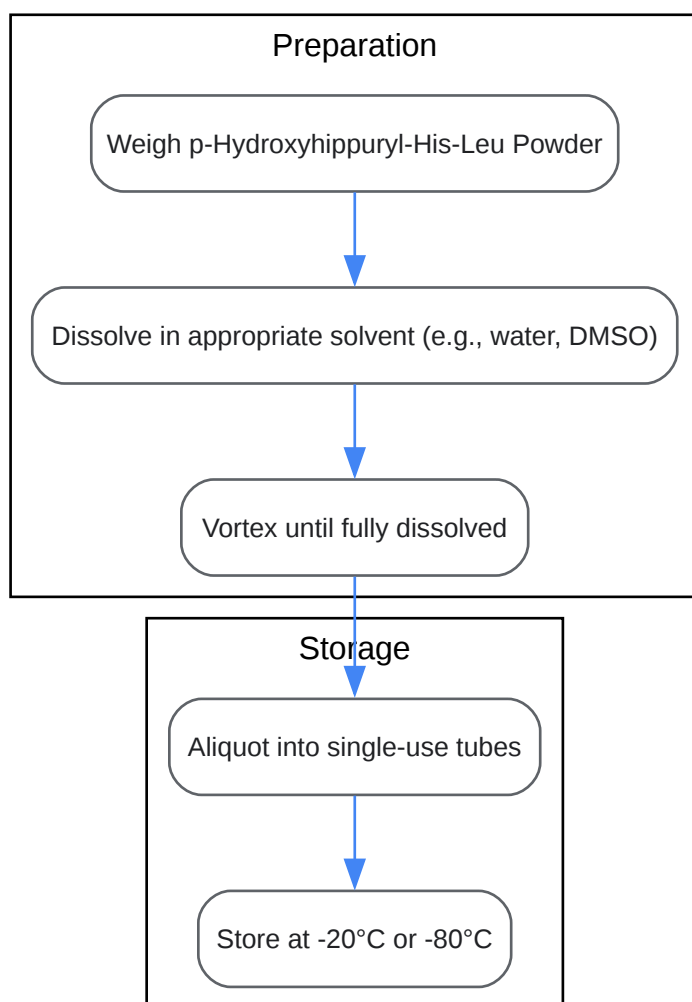 Preparation
Weigh p-Hydroxyhippuryl-His-Leu Powder
Dissolve in appropriate solvent (e.g., water, DMSO)
Vortex until fully dissolved
Storage
Aliquot into single-use tubes
Store at -20°C or -80°C